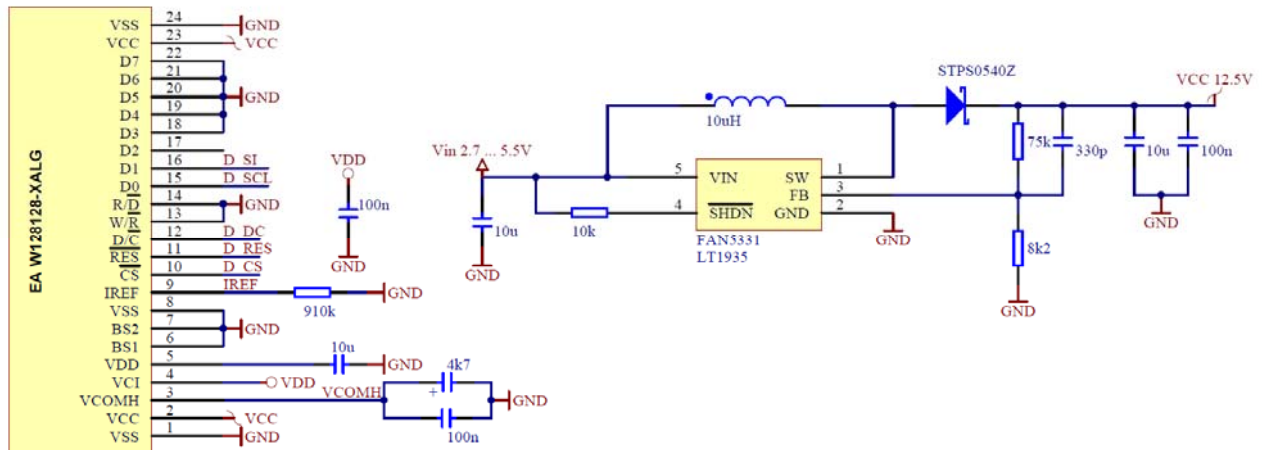 EA W128128-XALG
VSS 24 GND
VCC 23 VCC
D7 22
D6 21
D5 20 GND
D4 19
D3 18
D2 17
D1 16 D_SI
D0 15 D_SCL
R/D 14 GND
W/R 13
D/C 12 D_DC
RES 11 D_RES
CS 10 D_CS
IREF 9 IREF 910k GND
VSS 8
BS2 7 GND
BS1 6
VDD 5 10u GND
VCI 4 VDD
VCOMH 3 VCOMH
VCC 2 VCC
VSS 1 GND
4k7
+
100n
GND
VDD
100n
GND
Vin 2.7 ... 5.5V
10u
GND
10k
10uH
5 VIN SW 1
FB 3
4 SHDN GND 2
FAN5331
LT1935
GND
STPS0540Z
75k
330p
8k2
GND
10u
100n
GND
VCC 12.5V